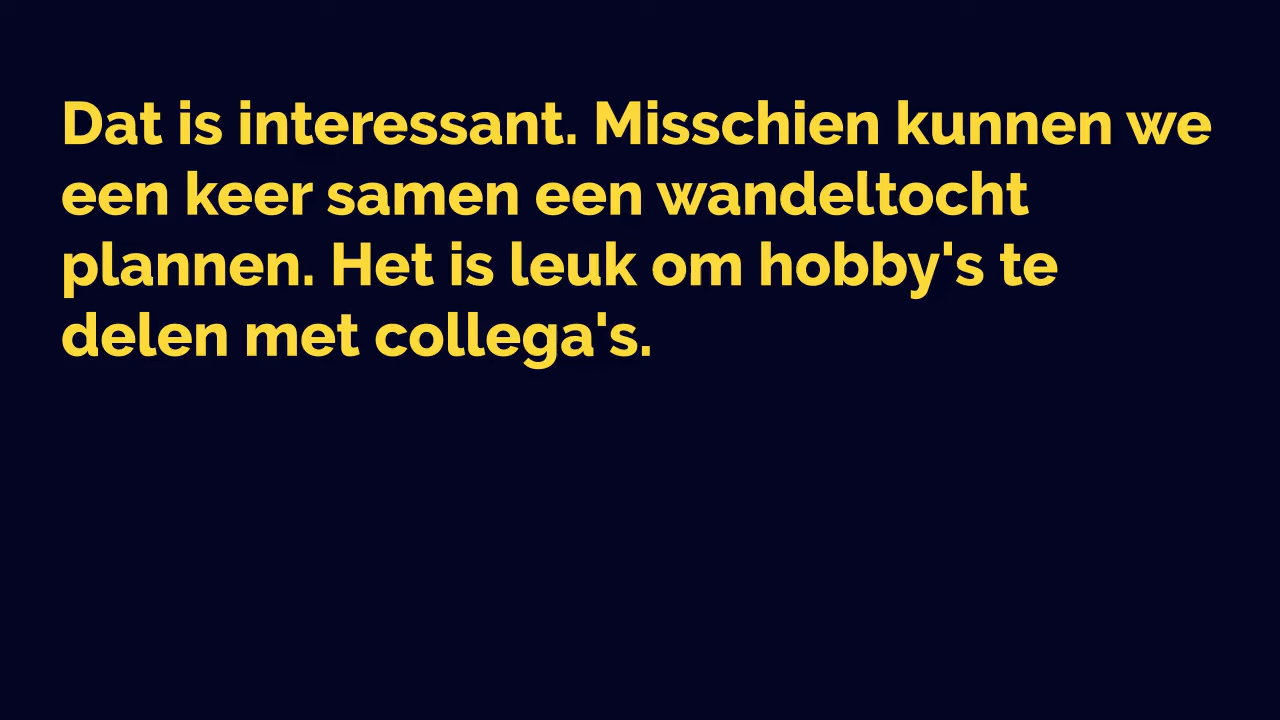 Dat is interessant. Misschien kunnen we
een keer samen een wandeltocht
plannen. Het is leuk om hobby's te
delen met collega's.